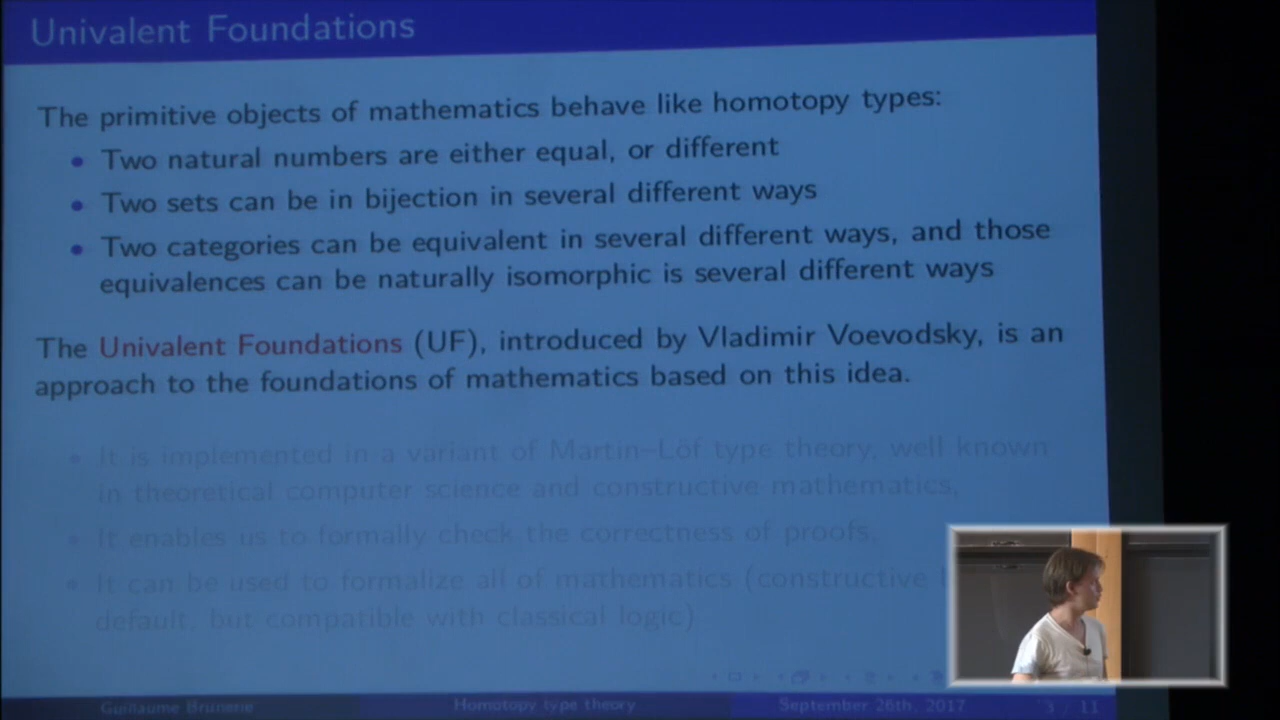 Univalent Foundations
The primitive objects of mathematics behave like homotopy types:
• Two natural numbers are either equal, or different
• Two sets can be in bijection in several different ways
• Two categories can be equivalent in several different ways, and those
equivalences can be naturally isomorphic is several different ways
The Univalent Foundations (UF), introduced by Vladimir Voevodsky, is an
approach to the foundations of mathematics based on this idea.
• It is implemented in a variant of Martin–Löf type theory, well known
in theoretical computer science and constructive mathematics,
• It enables us to formally check the correctness of proofs,
• It can be used to formalize all of mathematics (constructive
default, but compatible with classical logic)
Guillaume Brunerie Homotopy type theory September 26th, 2017 3 / 11